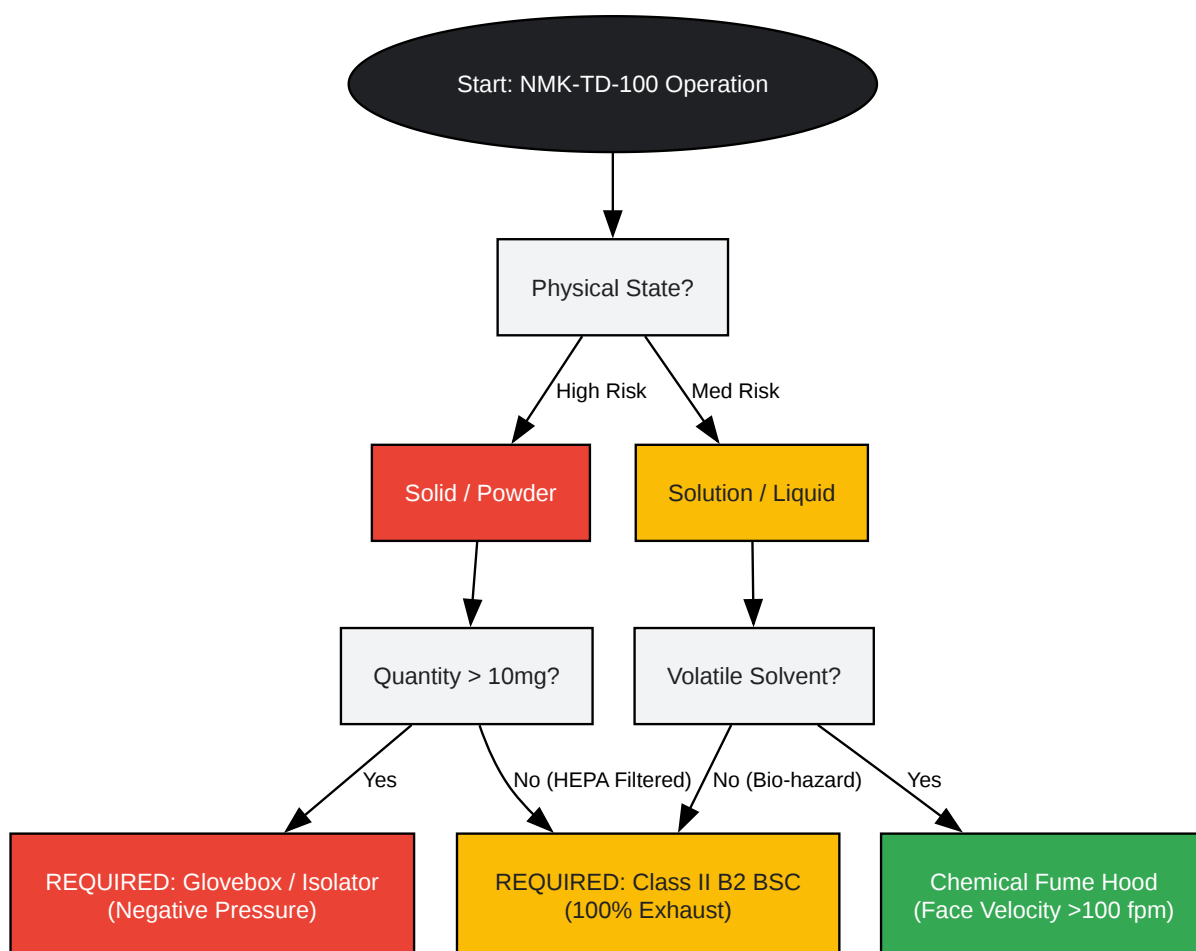 Start: NMK-TD-100 Operation
Physical State?
High Risk
Med Risk
Solid / Powder
Solution / Liquid
Quantity > 10mg?
Volatile Solvent?
Yes
No (HEPA Filtered)
No (Bio-hazard)
Yes
REQUIRED: Glovebox / Isolator
(Negative Pressure)
REQUIRED: Class II B2 BSC
(100% Exhaust)
Chemical Fume Hood
(Face Velocity >100 fpm)